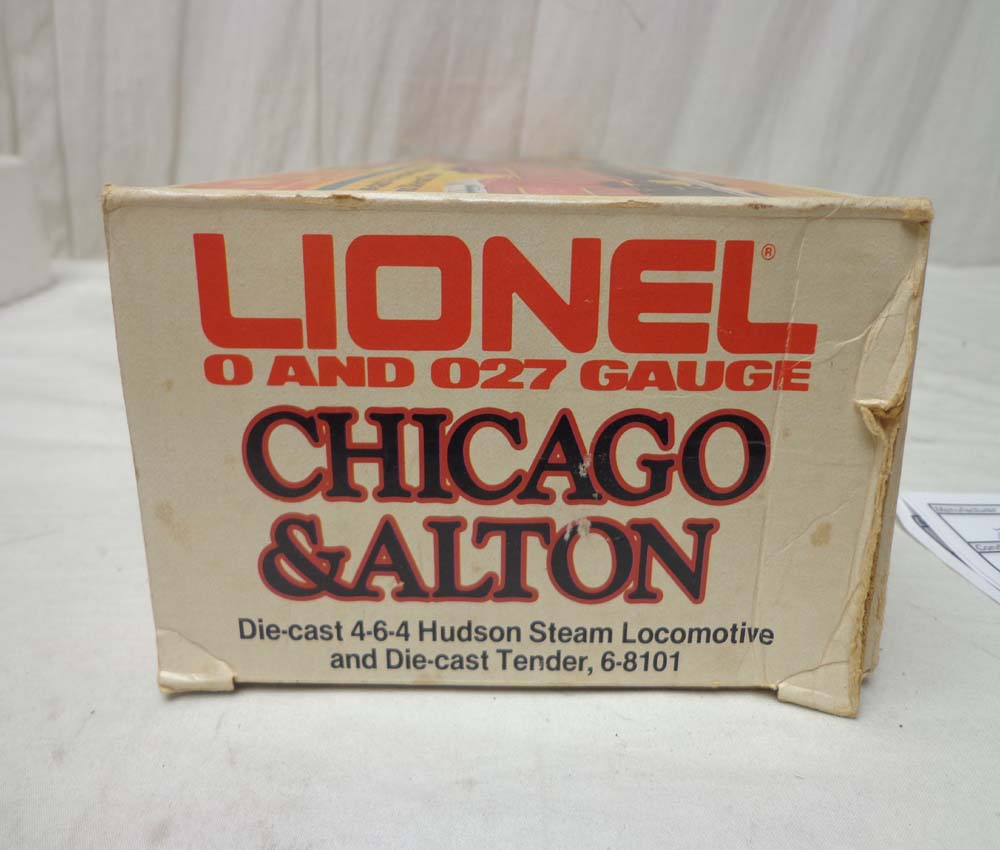 LIONEL®
O AND O27 GAUGE
CHICAGO
&ALTON
Die-cast 4-6-4 Hudson Steam Locomotive
and Die-cast Tender, 6-8101
Manufacturer